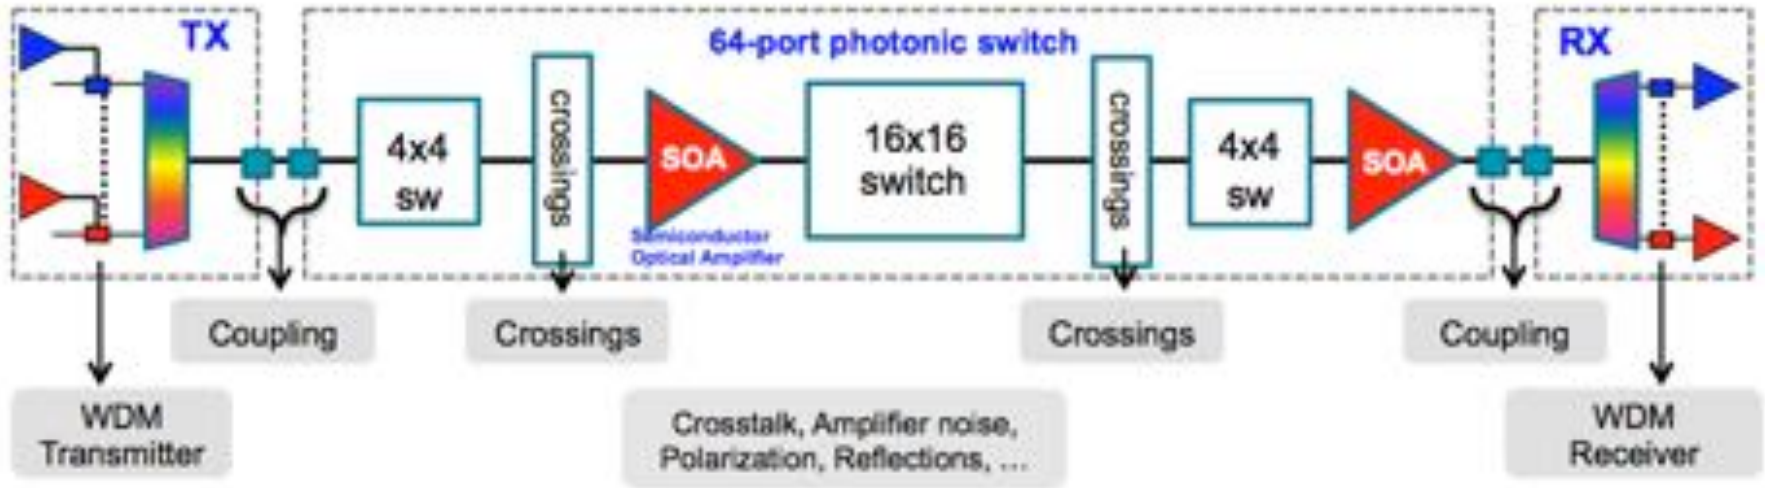 TX
64-port photonic switch
RX
4x4
sw
crossings
SOA
Semiconductor
Optical Amplifier
16x16
switch
crossings
4x4
sw
SOA
Coupling
Crossings
Crossings
Coupling
WDM
Transmitter
Crosstalk, Amplifier noise,
Polarization, Reflections, ...
WDM
Receiver